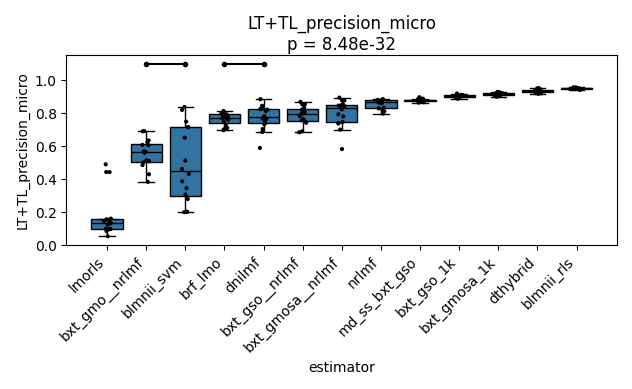 LT+TL_precision_micro
p = 8.48e-32
LT+TL_precision_micro
1.0
0.8
0.6
0.4
0.2
0.0
lmorls
bxt_gmo__nrlmf
blmnii_svm
brf_lmo
dnilmf
bxt_gso__nrlmf
bxt_gmosa__nrlmf
nrlmf
md_ss_bxt_gso
bxt_gso_1k
bxt_gmosa_1k
dthybrid
blmnii_rls
estimator